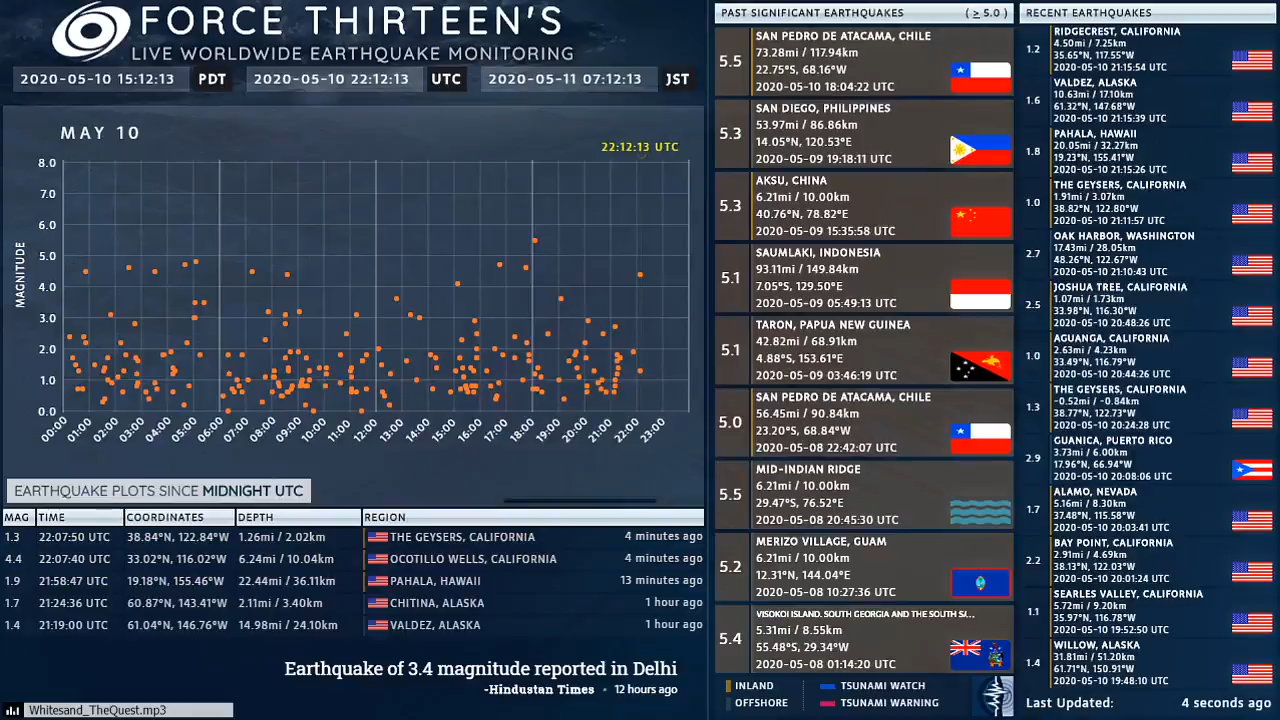 FORCE THIRTEEN'S
LIVE WORLDWIDE EARTHQUAKE MONITORING
2020-05-10 15:12:13 PDT 2020-05-10 22:12:13 UTC 2020-05-11 07:12:13 JST
MAY 10
22:12:13 UTC
MAGNITUDE
8.0
7.0
6.0
5.0
4.0
3.0
2.0
1.0
0.0
00:00 01:00 02:00 03:00 04:00 05:00 06:00 07:00 08:00 09:00 10:00 11:00 12:00 13:00 14:00 15:00 16:00 17:00 18:00 19:00 20:00 21:00 22:00 23:00
EARTHQUAKE PLOTS SINCE MIDNIGHT UTC
MAG TIME COORDINATES DEPTH REGION
1.3 22:07:50 UTC 38.84°N, 122.84°W 1.26mi / 2.02km THE GEYSERS, CALIFORNIA 4 minutes ago
4.4 22:07:40 UTC 33.02°N, 116.02°W 6.24mi / 10.04km OCOTILLO WELLS, CALIFORNIA 4 minutes ago
1.9 21:58:47 UTC 19.18°N, 155.46°W 22.44mi / 36.11km PAHALA, HAWAII 13 minutes ago
1.7 21:24:36 UTC 60.87°N, 143.41°W 2.11mi / 3.40km CHITINA, ALASKA 1 hour ago
1.4 21:19:00 UTC 61.04°N, 146.76°W 14.98mi / 24.10km VALDEZ, ALASKA 1 hour ago
Earthquake of 3.4 magnitude reported in Delhi
-Hindustan Times • 12 hours ago
Whitesand_TheQuest.mp3
PAST SIGNIFICANT EARTHQUAKES ( ≥ 5.0 )
5.5
SAN PEDRO DE ATACAMA, CHILE
73.28mi / 117.94km
22.75°S, 68.16°W
2020-05-10 18:04:22 UTC
5.3
SAN DIEGO, PHILIPPINES
53.97mi / 86.86km
14.05°N, 120.53°E
2020-05-09 19:18:11 UTC
5.3
AKSU, CHINA
6.21mi / 10.00km
40.76°N, 78.82°E
2020-05-09 15:35:58 UTC
5.1
SAUMLAKI, INDONESIA
93.11mi / 149.84km
7.05°S, 129.50°E
2020-05-09 05:49:13 UTC
5.1
TARON, PAPUA NEW GUINEA
42.82mi / 68.91km
4.88°S, 153.61°E
2020-05-09 03:46:19 UTC
5.0
SAN PEDRO DE ATACAMA, CHILE
56.45mi / 90.84km
23.20°S, 68.84°W
2020-05-08 22:42:07 UTC
5.5
MID-INDIAN RIDGE
6.21mi / 10.00km
29.47°S, 76.52°E
2020-05-08 20:45:30 UTC
5.2
MERIZO VILLAGE, GUAM
6.21mi / 10.00km
12.31°N, 144.04°E
2020-05-08 10:27:36 UTC
5.4
VISOKOI ISLAND, SOUTH GEORGIA AND THE SOUTH SI...
5.31mi / 8.55km
55.48°S, 29.34°W
2020-05-08 01:14:20 UTC
INLAND TSUNAMI WATCH
OFFSHORE TSUNAMI WARNING
RECENT EARTHQUAKES
1.2
RIDGECREST, CALIFORNIA
4.50mi / 7.25km
35.65°N, 117.55°W
2020-05-10 21:15:54 UTC
1.6
VALDEZ, ALASKA
10.63mi / 17.10km
61.32°N, 147.68°W
2020-05-10 21:15:39 UTC
1.8
PAHALA, HAWAII
20.05mi / 32.27km
19.23°N, 155.41°W
2020-05-10 21:15:26 UTC
1.0
THE GEYSERS, CALIFORNIA
1.91mi / 3.07km
38.82°N, 122.80°W
2020-05-10 21:11:57 UTC
2.7
OAK HARBOR, WASHINGTON
17.43mi / 28.05km
48.26°N, 122.67°W
2020-05-10 21:10:43 UTC
2.5
JOSHUA TREE, CALIFORNIA
1.07mi / 1.73km
33.98°N, 116.30°W
2020-05-10 20:48:26 UTC
1.0
AGUANGA, CALIFORNIA
2.63mi / 4.23km
33.49°N, 116.79°W
2020-05-10 20:44:26 UTC
1.3
THE GEYSERS, CALIFORNIA
-0.52mi / -0.84km
38.77°N, 122.73°W
2020-05-10 20:24:28 UTC
2.9
GUANICA, PUERTO RICO
3.73mi / 6.00km
17.96°N, 66.94°W
2020-05-10 20:08:06 UTC
1.7
ALAMO, NEVADA
5.16mi / 8.30km
37.48°N, 115.58°W
2020-05-10 20:03:41 UTC
2.2
BAY POINT, CALIFORNIA
2.91mi / 4.69km
38.13°N, 122.03°W
2020-05-10 20:01:24 UTC
1.1
SEARLES VALLEY, CALIFORNIA
5.72mi / 9.20km
35.97°N, 116.78°W
2020-05-10 19:52:50 UTC
1.4
WILLOW, ALASKA
31.81mi / 51.20km
61.71°N, 150.91°W
2020-05-10 19:48:10 UTC
Last Updated: 4 seconds ago